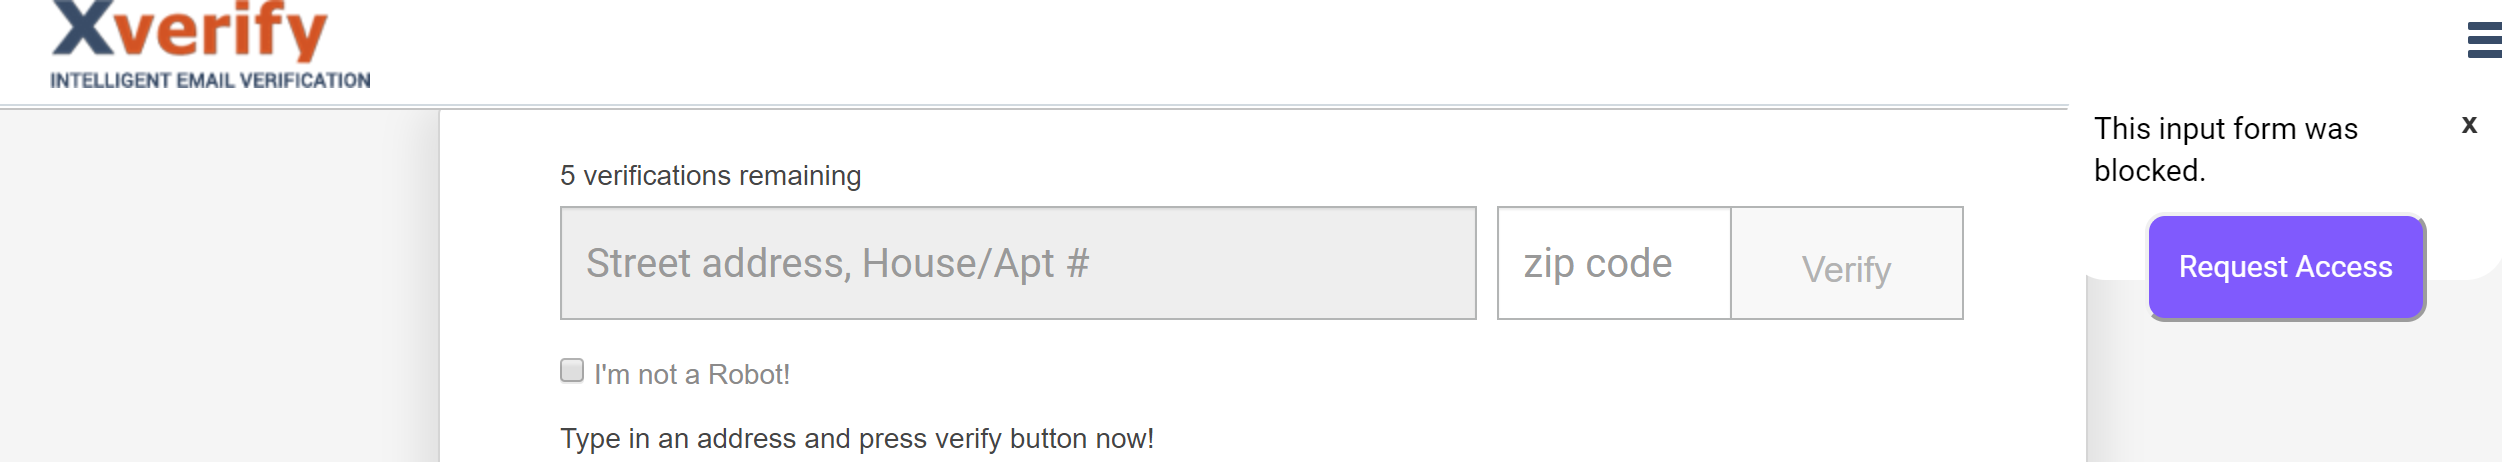 Xverify
INTELLIGENT EMAIL VERIFICATION
This input form was
blocked.
x
Request Access
5 verifications remaining
Street address, House/Apt #
zip code
Verify
I'm not a Robot!
Type in an address and press verify button now!